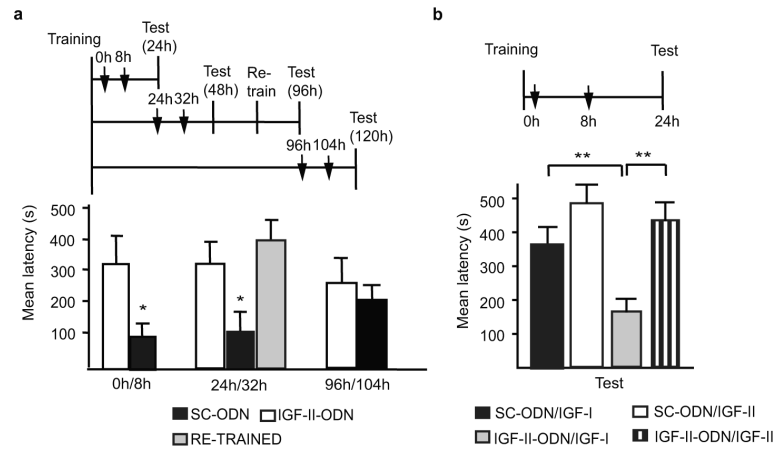 a
Training
0h 8h
Test
(24h)
24h 32h
Test
(48h)
Re-
train
Test
(96h)
96h 104h
Test
(120h)
Mean latency (s)
500
400
300
200
100
*
*
0h/8h
24h/32h
96h/104h
SC-ODN
IGF-II-ODN
RE-TRAINED
b
Training
Test
0h
8h
24h
**
**
Mean latency (s)
500
400
300
200
100
Test
SC-ODN/IGF-I
SC-ODN/IGF-II
IGF-II-ODN/IGF-I
IGF-II-ODN/IGF-II